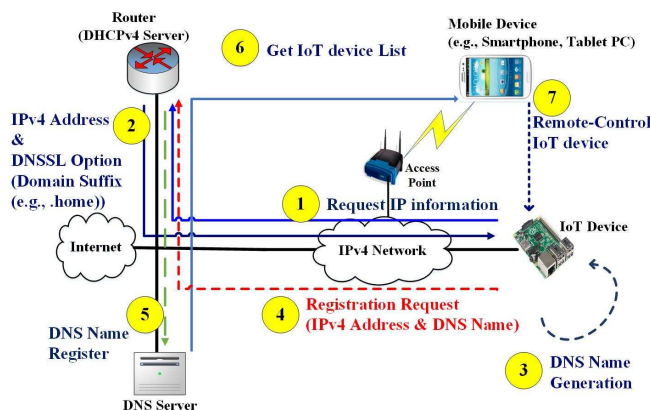 Router
(DHCPv4 Server)
6
Get IoT device List
Mobile Device
(e.g., Smartphone, Tablet PC)
2
IPv4 Address
&
DNSSL Option
(Domain Suffix
(e.g., .home))
7
Remote-Control
IoT device
Access
Point
1
Request IP information
Internet
IPv4 Network
IoT Device
5
DNS Name
Register
4
Registration Request
(IPv4 Address & DNS Name)
3
DNS Name
Generation
DNS Server